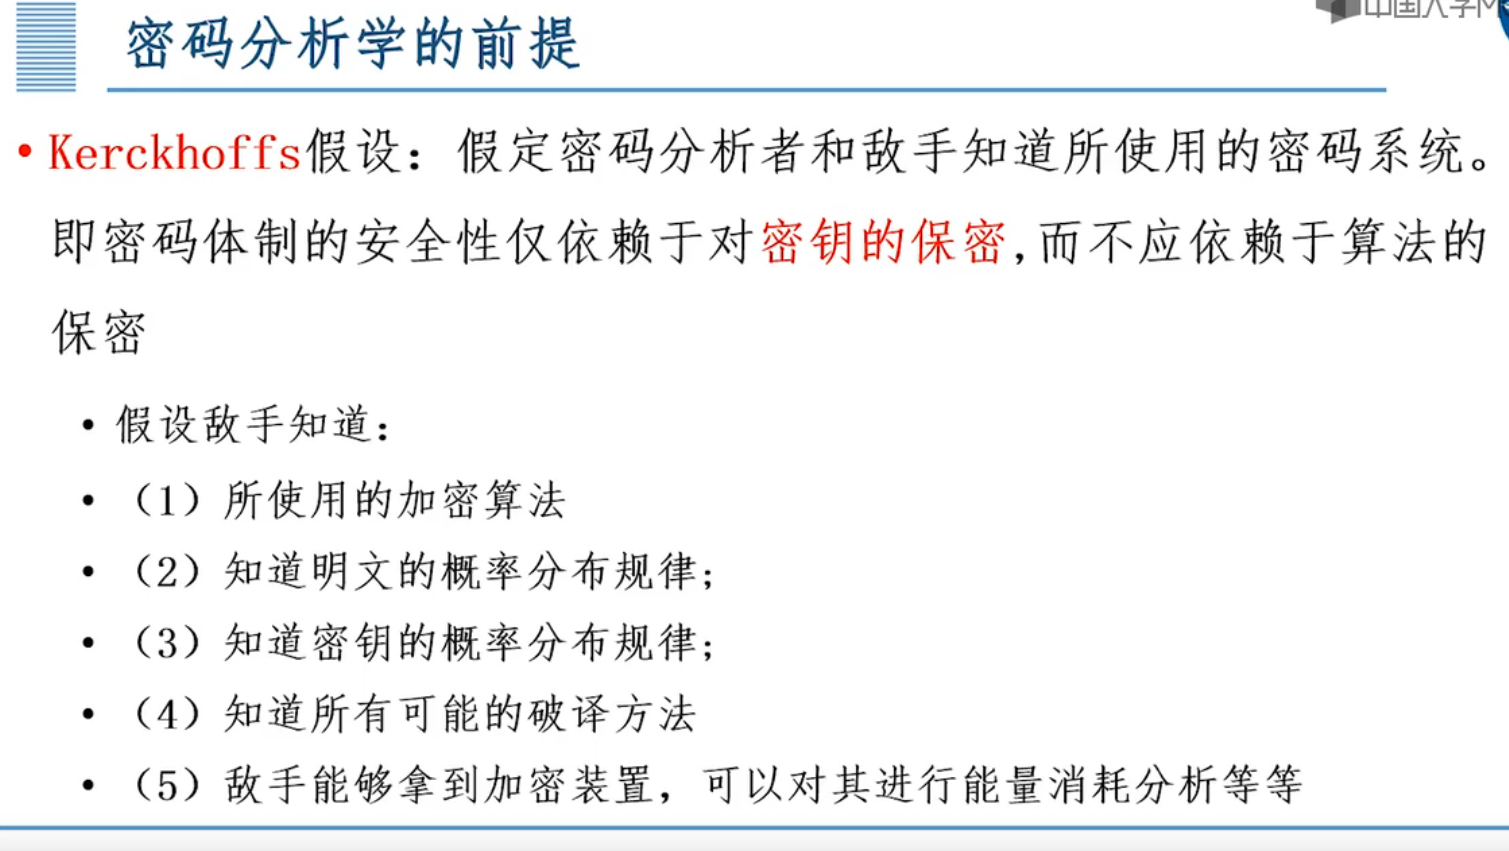 中国大学M
密码分析学的前提
• Kerckhoffs假设：假定密码分析者和敌手知道所使用的密码系统。
即密码体制的安全性仅依赖于对密钥的保密,而不应依赖于算法的
保密
• 假设敌手知道：
• （1）所使用的加密算法
• （2）知道明文的概率分布规律；
• （3）知道密钥的概率分布规律；
• （4）知道所有可能的破译方法
• （5）敌手能够拿到加密装置，可以对其进行能量消耗分析等等